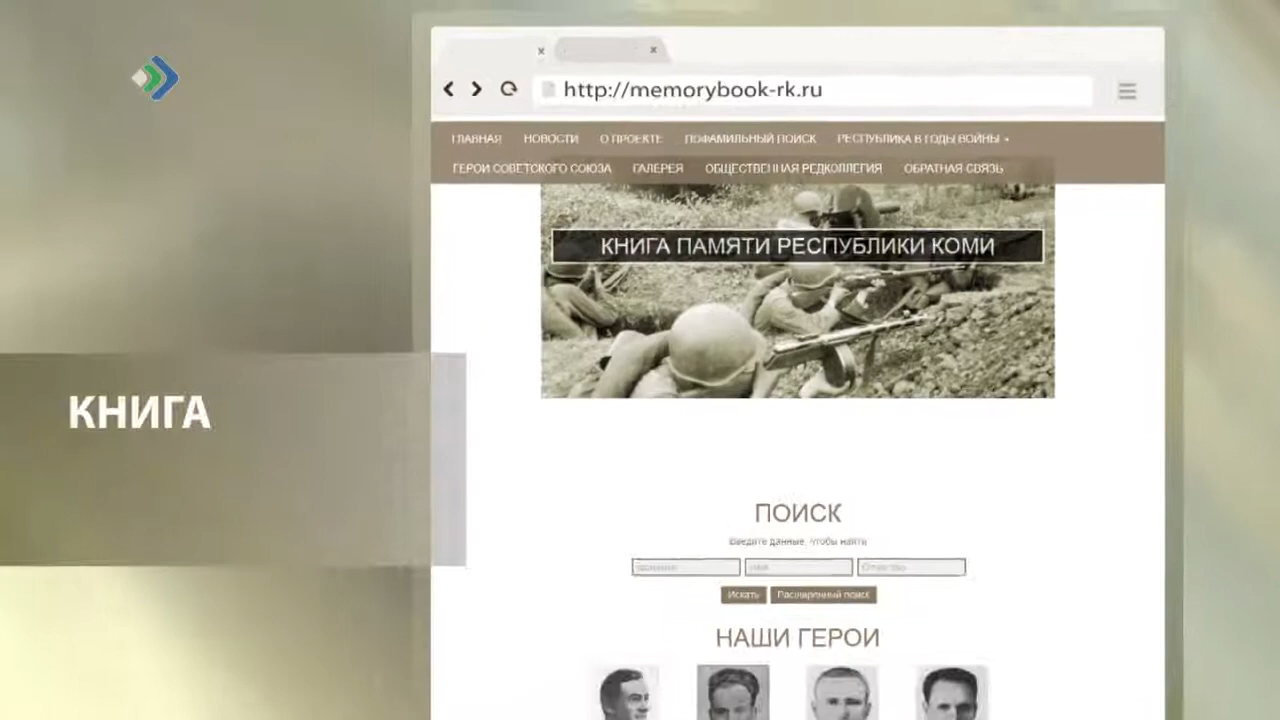 http://memorybook-rk.ru
ГЛАВНАЯ НОВОСТИ О ПРОЕКТЕ ПОФАМИЛЬНЫЙ ПОИСК РЕСПУБЛИКА В ГОДЫ ВОЙНЫ
ГЕРОИ СОВЕТСКОГО СОЮЗА ГАЛЕРЕЯ ОБЩЕСТВЕННАЯ РЕДКОЛЛЕГИЯ ОБРАТНАЯ СВЯЗЬ
КНИГА ПАМЯТИ РЕСПУБЛИКИ КОМИ
КНИГА
ПОИСК
Введите данные, чтобы найти
Отчество
Искать Расширенный поиск
НАШИ ГЕРОИ